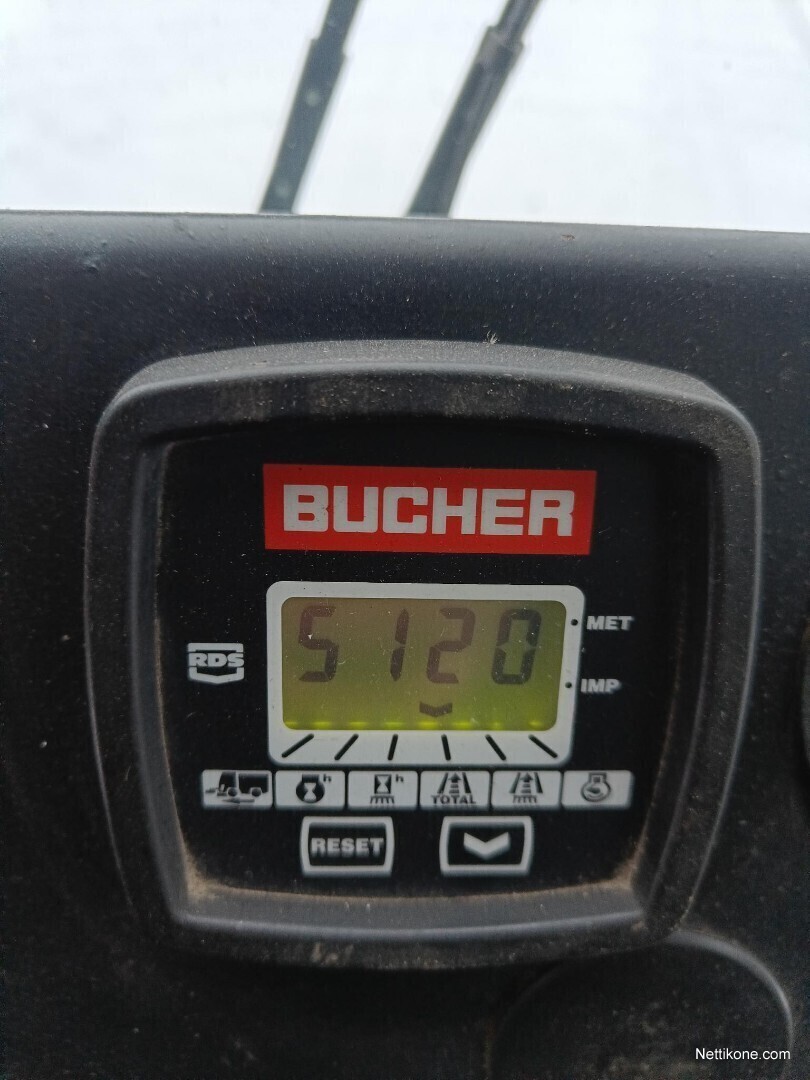 BUCHER
5120
MET
RDS
IMP
h
h
TOTAL
RESET
Nettikone.com